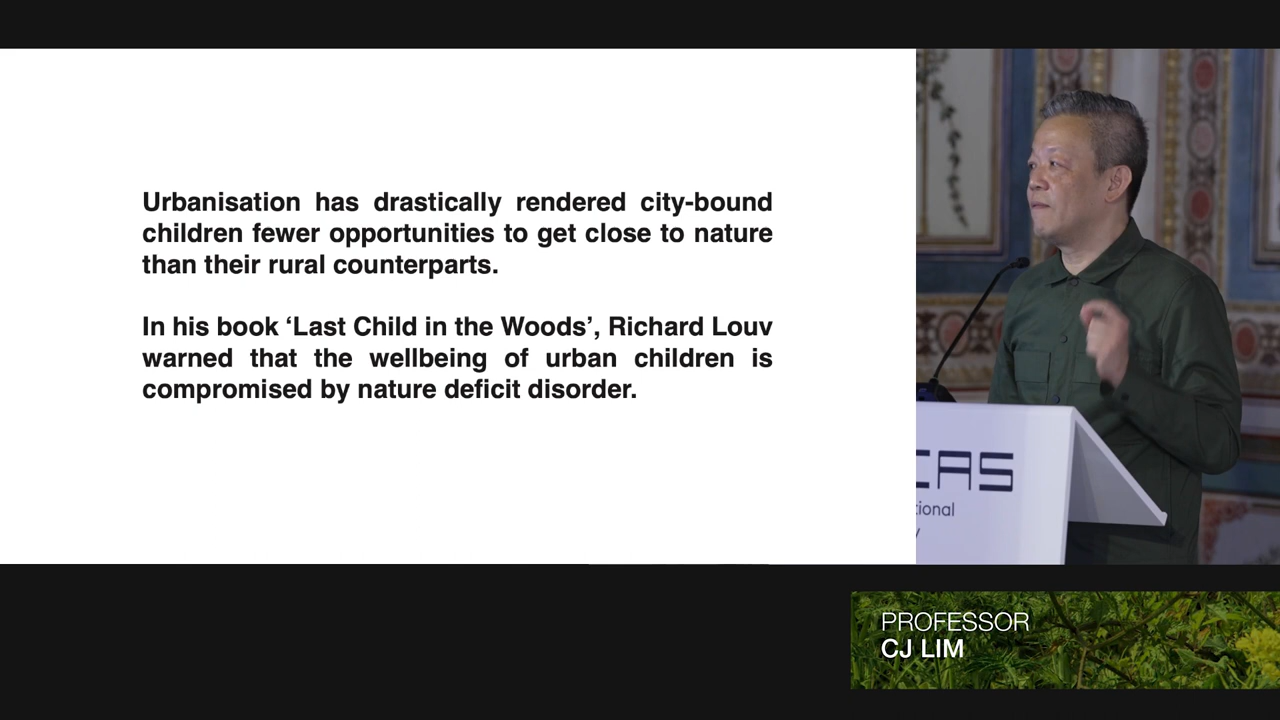 Urbanisation has drastically rendered city-bound
children fewer opportunities to get close to nature
than their rural counterparts.
In his book ‘Last Child in the Woods’, Richard Louv
warned that the wellbeing of urban children is
compromised by nature deficit disorder.
CAS
tional
PROFESSOR
CJ LIM